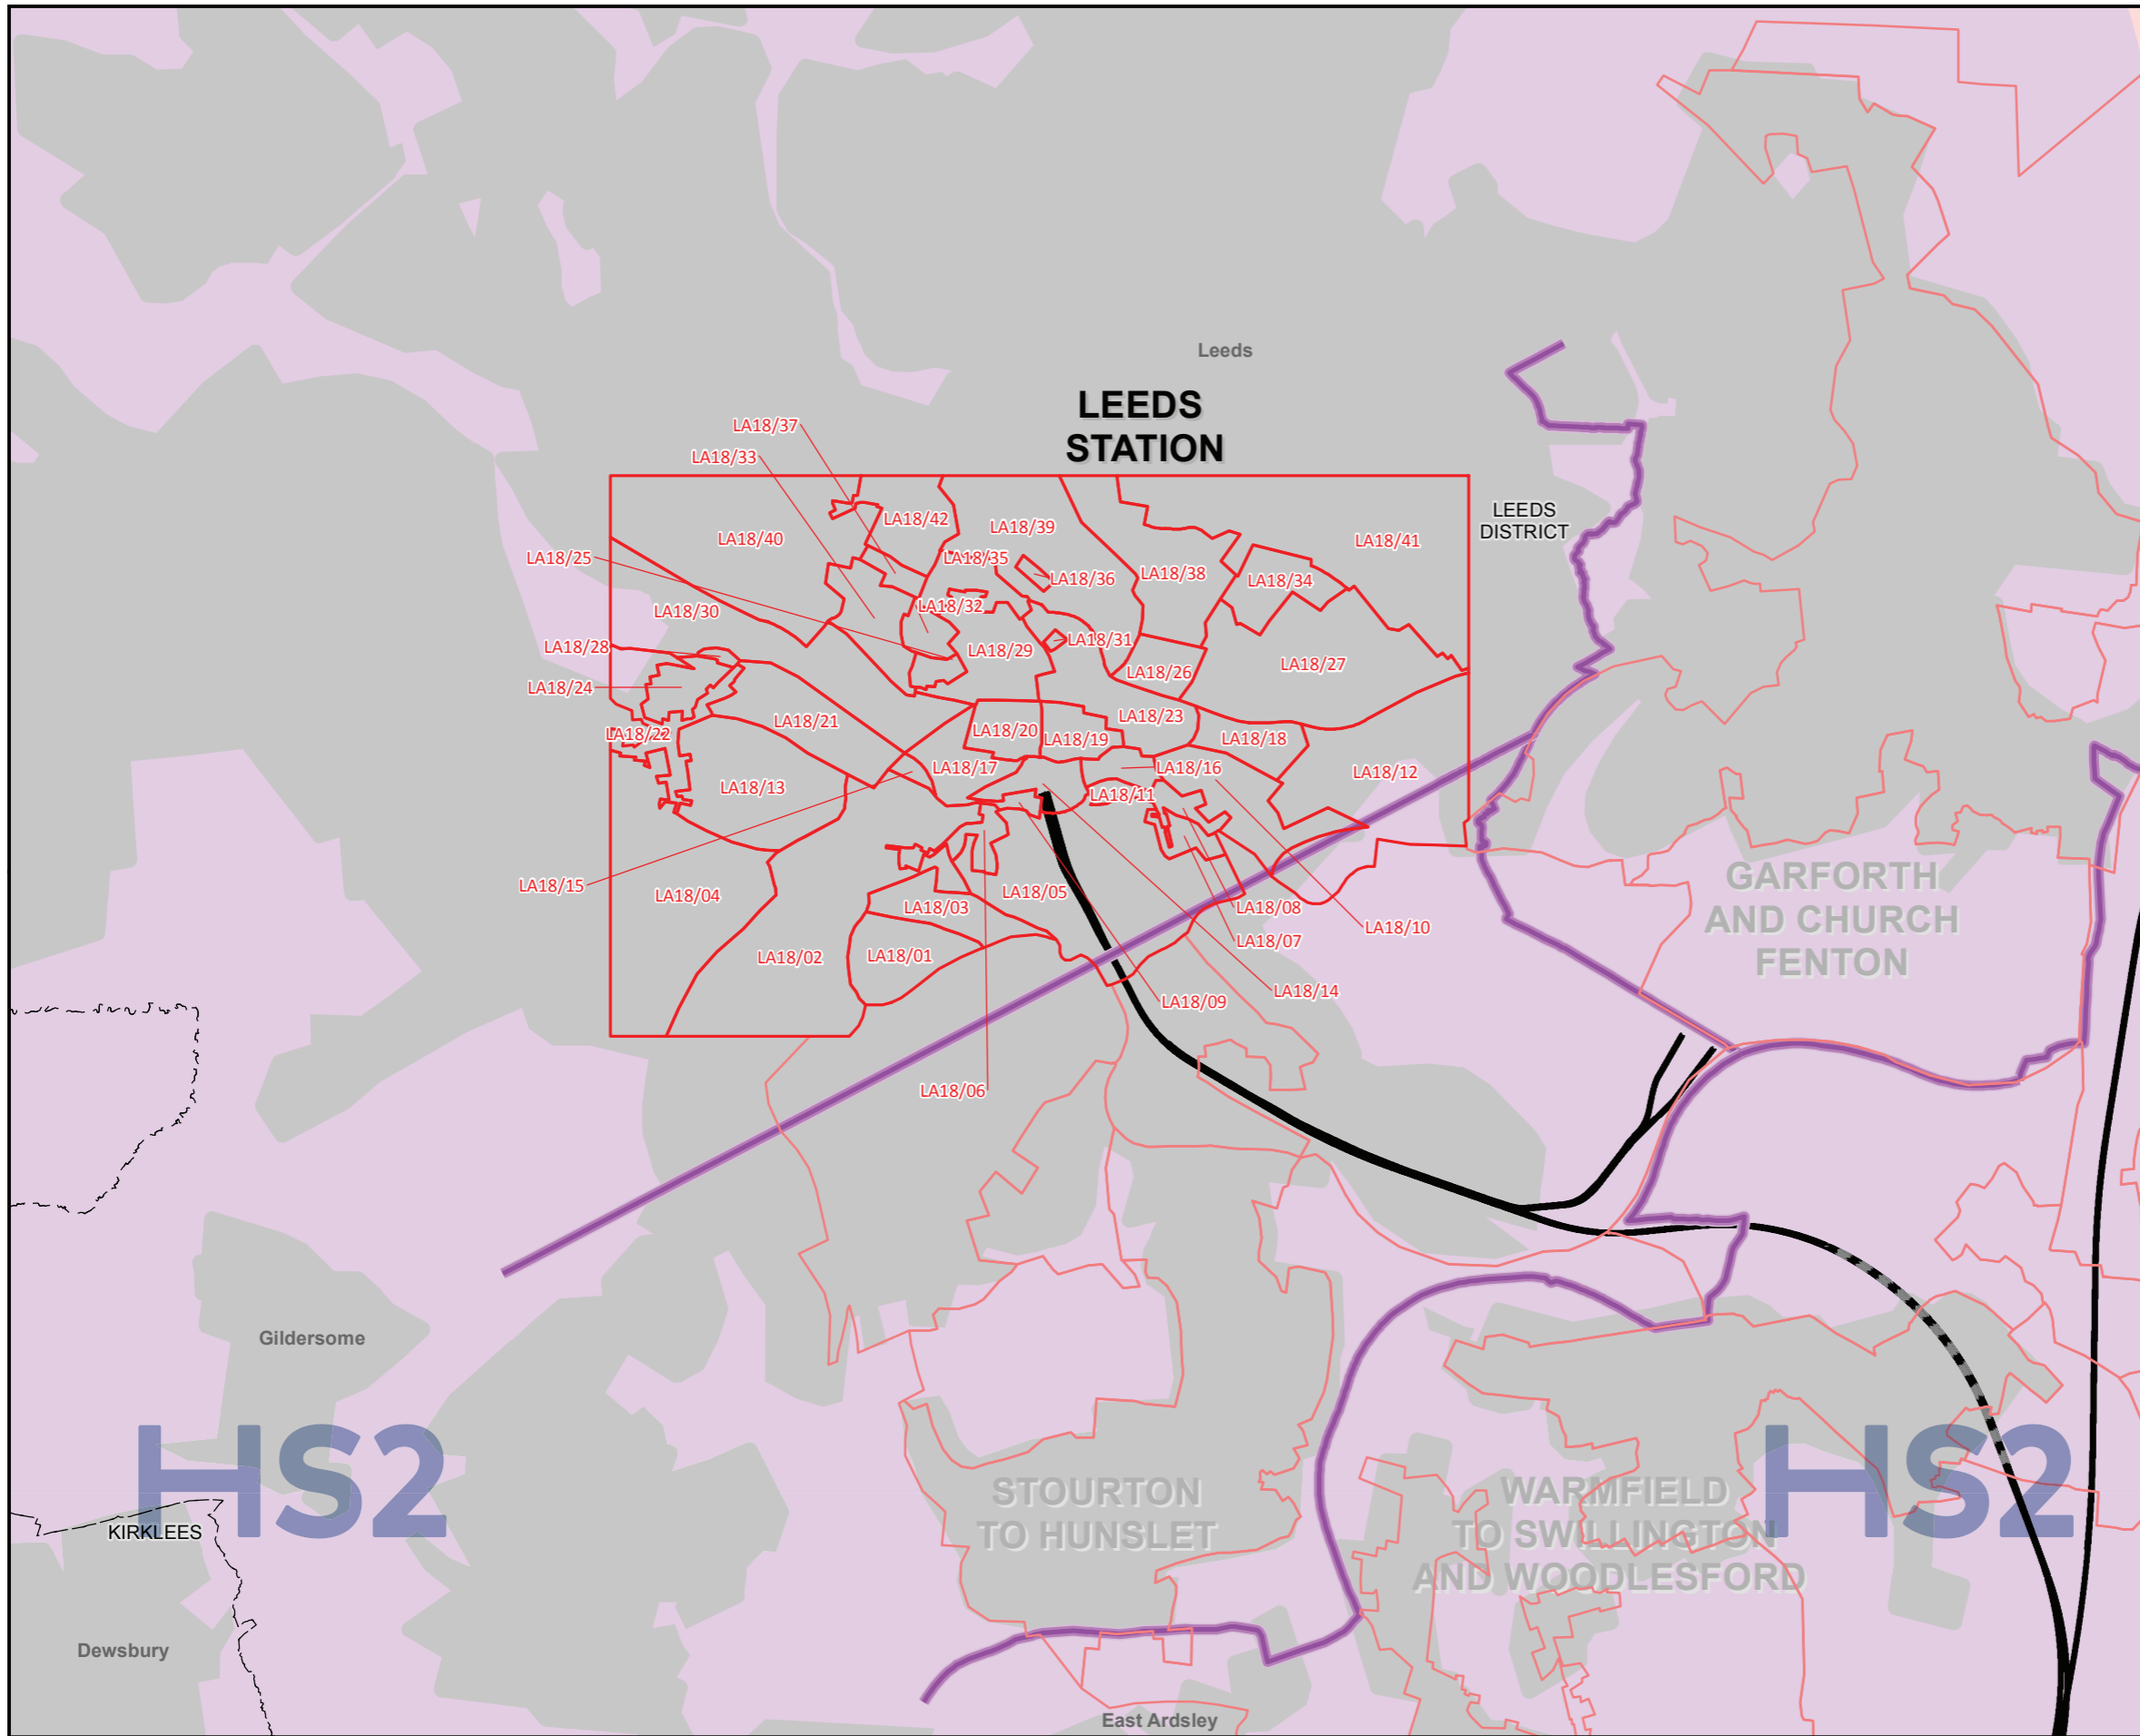 Leeds
LEEDS
STATION
LA18/37
LA18/33
LEEDS
DISTRICT
LA18/42
LA18/39
LA18/40
LA18/41
LA18/25
LA18/35
LA18/36
LA18/38
LA18/34
LA18/30
LA18/32
LA18/31
LA18/28
LA18/29
LA18/27
LA18/26
LA18/24
LA18/21
LA18/23
LA18/22
LA18/20
LA18/19
LA18/18
LA18/17
LA18/16
LA18/12
LA18/13
LA18/11
LA18/15
LA18/04
LA18/05
LA18/03
LA18/08
LA18/10
LA18/07
LA18/02
LA18/01
LA18/14
LA18/09
LA18/06
GARFORTH
AND CHURCH
FENTON
Gildersome
HS2
KIRKLEES
STOURTON
TO HUNSLET
WARMFIELD
TO SWILLINGTON
AND WOODLESFORD
HS2
Dewsbury
East Ardsley